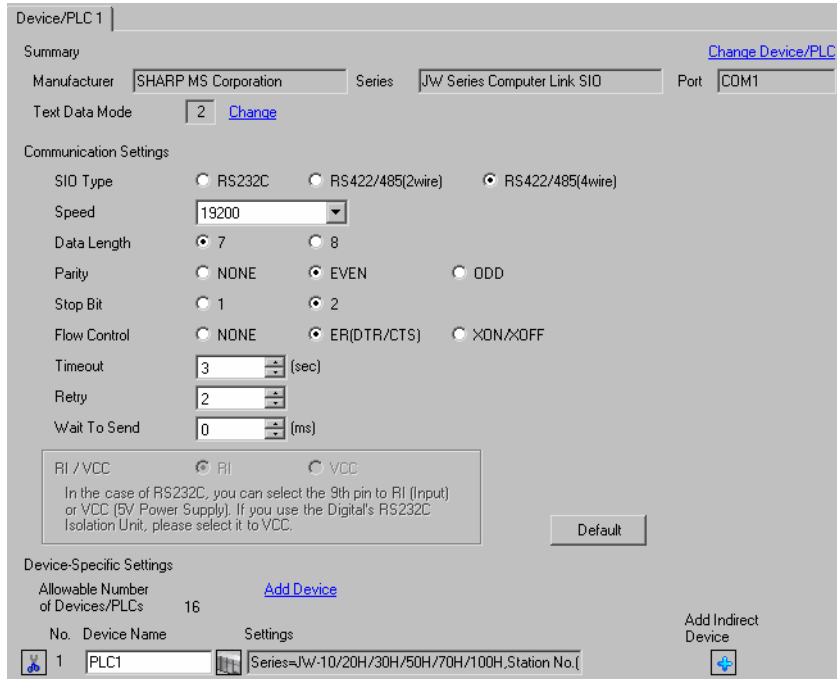 Device/PLC 1
Summary
Change Device/PLC
Manufacturer SHARP MS Corporation Series JW Series Computer Link SIO Port COM1
Text Data Mode 2 Change
Communication Settings
SIO Type RS232C RS422/485(2wire) RS422/485(4wire)
Speed 19200
Data Length 7 8
Parity NONE EVEN ODD
Stop Bit 1 2
Flow Control NONE ER(DTR/CTS) XON/XOFF
Timeout 3 (sec)
Retry 2
Wait To Send 0 (ms)
RI / VCC RI VCC
In the case of RS232C, you can select the 9th pin to RI (Input)
or VCC (5V Power Supply). If you use the Digital's RS232C
Isolation Unit, please select it to VCC.
Default
Device-Specific Settings
Allowable Number
of Devices/PLCs 16
Add Device
No. Device Name Settings
Add Indirect
Device
1 PLC1 Series=JW-10/20H/30H/50H/70H/100H,Station No.(